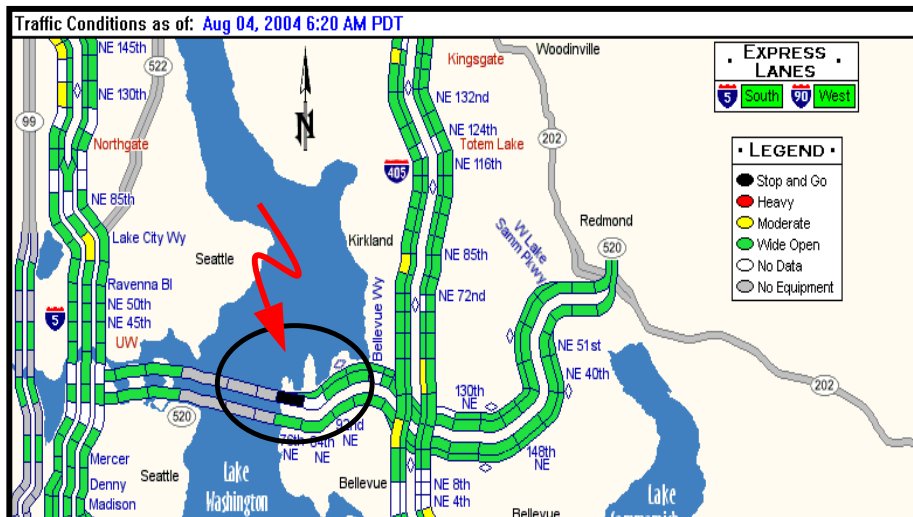 Traffic Conditions as of: Aug 04, 2004 6:20 AM PDT
NE 145th
522
Kingsgate
Woodinville
· EXPRESS
LANES ·
5 South 90 West
NE 130th
NE 132nd
99
N
NE 124th
202
Northgate
Totem Lake
NE 116th
405
· LEGEND ·
Stop and Go
Heavy
Moderate
Wide Open
No Data
No Equipment
NE 85th
Redmond
Lake City Wy
Kirkland
W Lake
Samm Pkwy
520
Seattle
NE 85th
Ravenna Bl
NE 50th
NE 45th
NE 72nd
5
UW
Bellevue Wy
NE 51st
NE 40th
130th
NE
202
520
92nd
NE
84th
NE
76th
NE
148th
NE
Mercer
Denny
Madison
Seattle
Lake
Washington
Bellevue
NE 8th
NE 4th
Lake
Bellevue